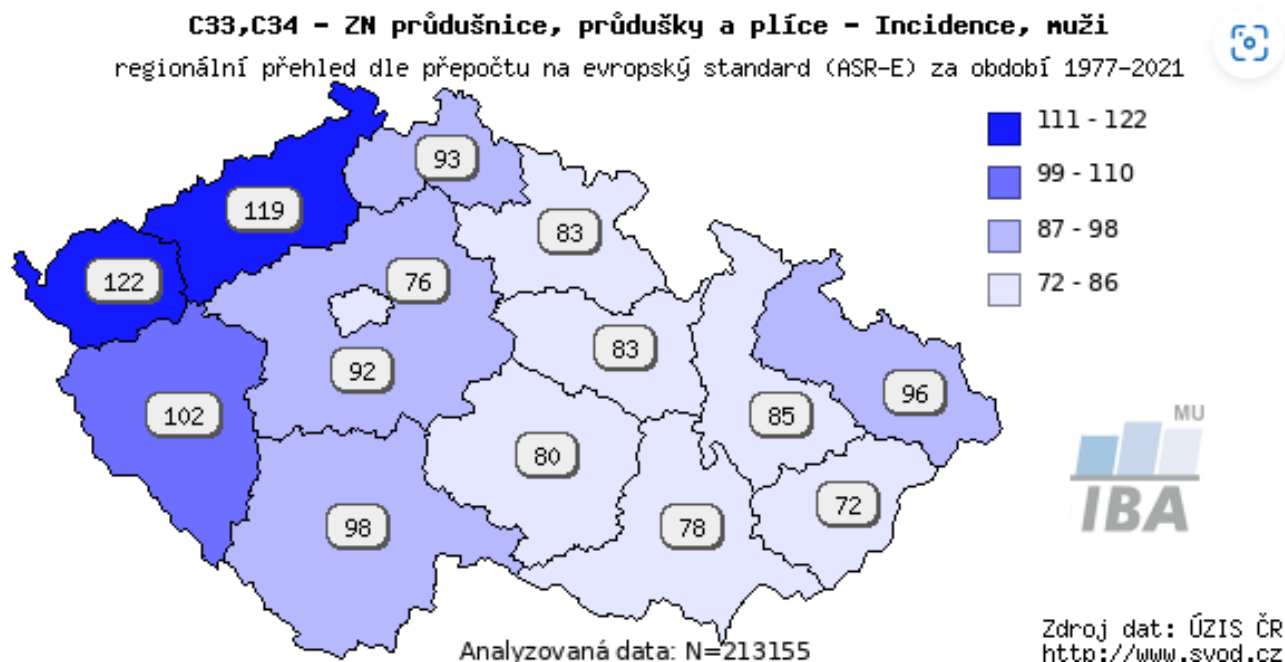 C33,C34 - ZN průdušnice, průdušky a plíce - Incidence, muži
regionální přehled dle přepočtu na evropský standard (ASR-E) za období 1977-2021
111 - 122
99 - 110
87 - 98
72 - 86
93
119
83
122
76
83
92
96
102
85
80
72
98
78
MU
IBA
Analyzovaná data: N=213155
Zdroj dat: ÚZIS ČR
http://www.svod.cz